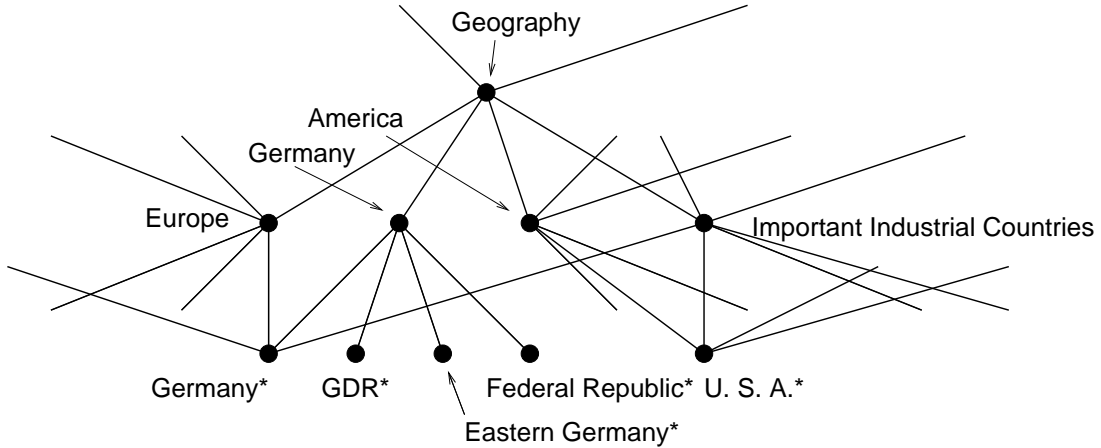 Geography
America
Germany
Europe
Important Industrial Countries
Germany*
GDR*
Federal Republic*
U. S. A.*
Eastern Germany*